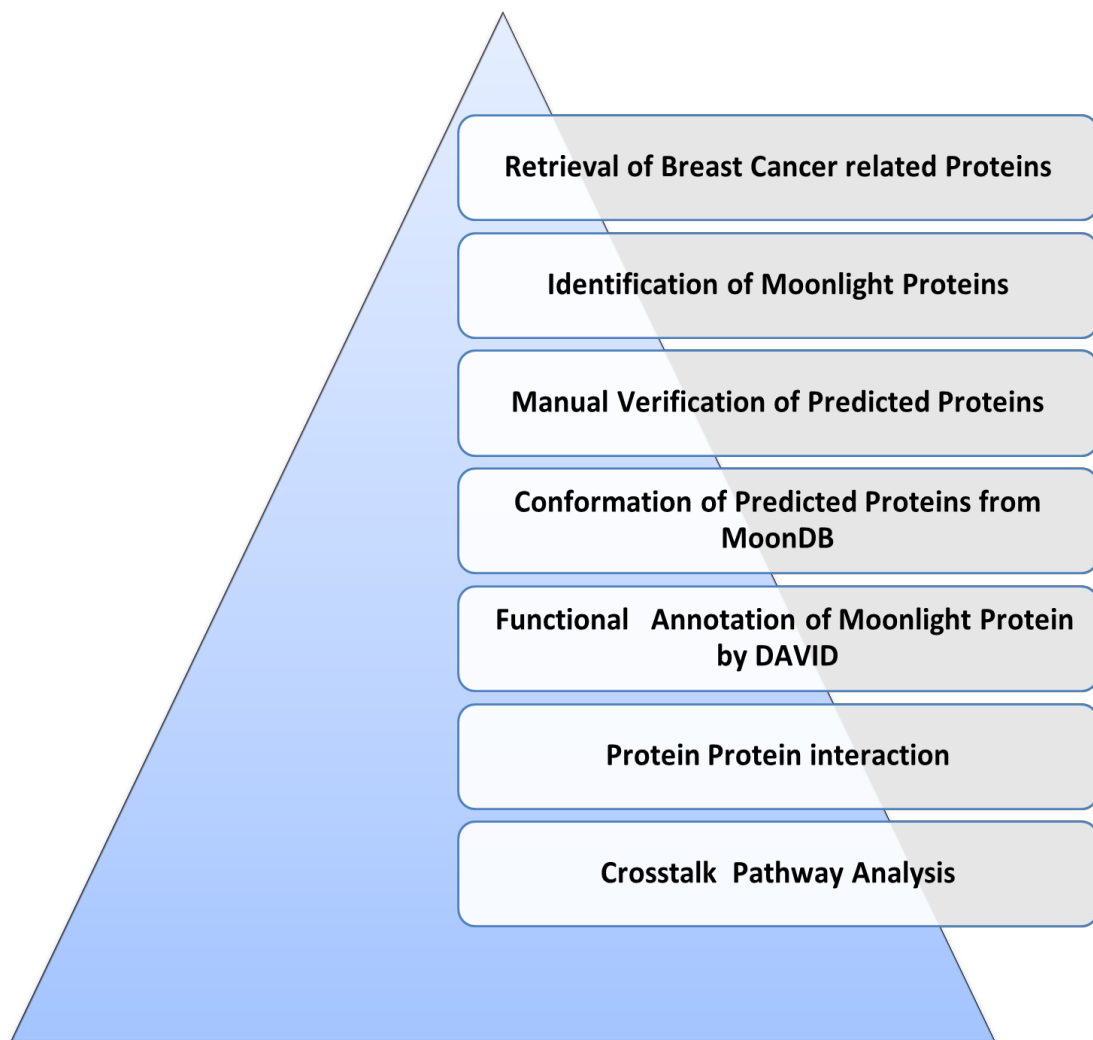 Retrieval of Breast Cancer related Proteins
Identification of Moonlight Proteins
Manual Verification of Predicted Proteins
Conformation of Predicted Proteins from
MoonDB
Functional   Annotation of Moonlight Protein
by DAVID
Protein Protein interaction
Crosstalk  Pathway Analysis